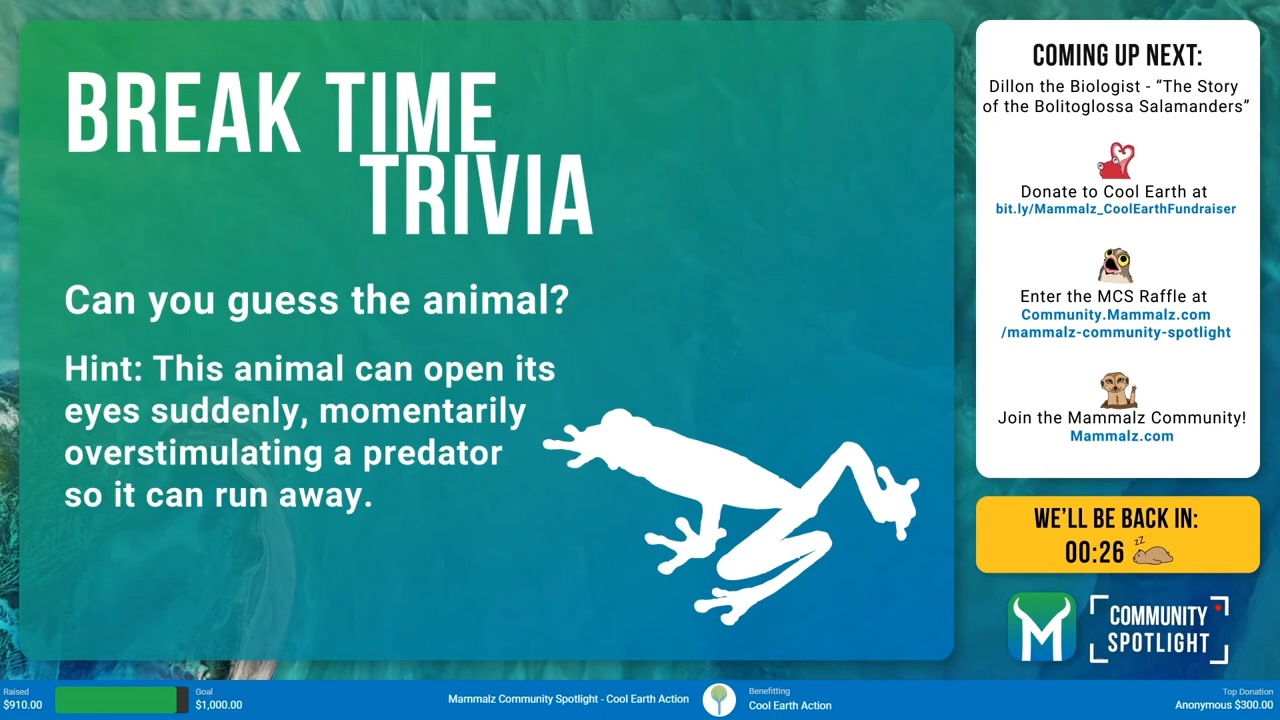 BREAK TIME
TRIVIA
Can you guess the animal?
Hint: This animal can open its
eyes suddenly, momentarily
overstimulating a predator
so it can run away.
COMING UP NEXT:
Dillon the Biologist - “The Story
of the Bolitoglossa Salamanders”
Donate to Cool Earth at
bit.ly/Mammalz_CoolEarthFundraiser
Enter the MCS Raffle at
Community.Mammalz.com
/mammalz-community-spotlight
Join the Mammalz Community!
Mammalz.com
WE'LL BE BACK IN:
00:26
zZ
M
COMMUNITY
SPOTLIGHT
Raised
$910.00
Goal
$1,000.00
Mammalz Community Spotlight - Cool Earth Action
Benefitting
Cool Earth Action
Top Donation
Anonymous $300.00